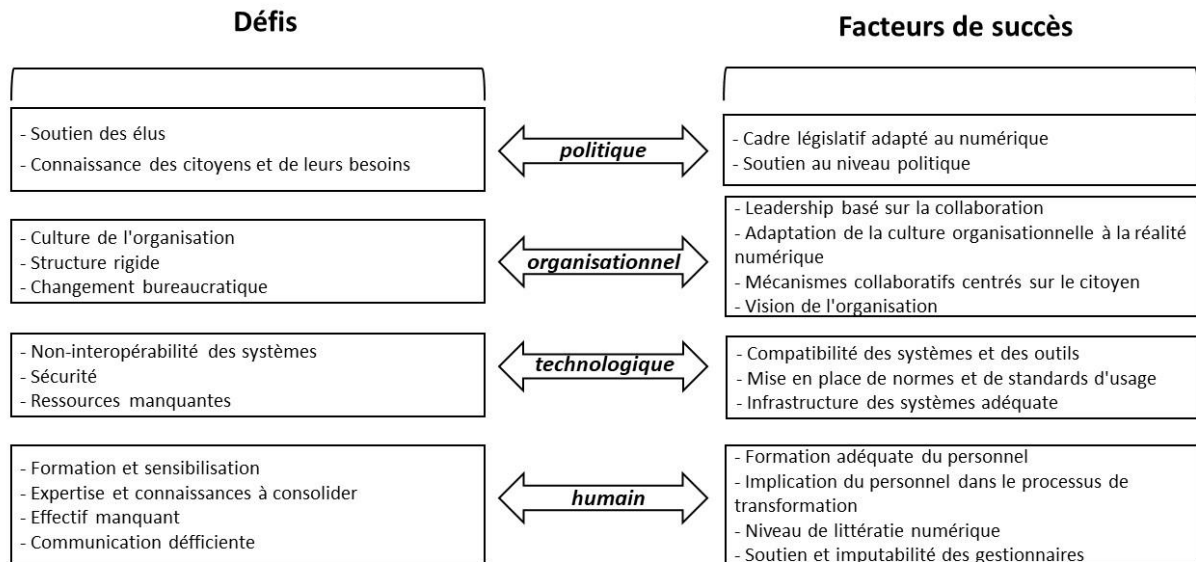 Défis
Facteurs de succès
- Soutien des élus
- Connaissance des citoyens et de leurs besoins
politique
- Cadre législatif adapté au numérique
- Soutien au niveau politique
- Culture de l'organisation
- Structure rigide
- Changement bureaucratique
organisationnel
- Leadership basé sur la collaboration
- Adaptation de la culture organisationnelle à la réalité
numérique
- Mécanismes collaboratifs centrés sur le citoyen
- Vision de l'organisation
- Non-interopérabilité des systèmes
- Sécurité
- Ressources manquantes
technologique
- Compatibilité des systèmes et des outils
- Mise en place de normes et de standards d'usage
- Infrastructure des systèmes adéquate
- Formation et sensibilisation
- Expertise et connaissances à consolider
- Effectif manquant
- Communication défficiente
humain
- Formation adéquate du personnel
- Implication du personnel dans le processus de
transformation
- Niveau de littératie numérique
- Soutien et imputabilité des gestionnaires